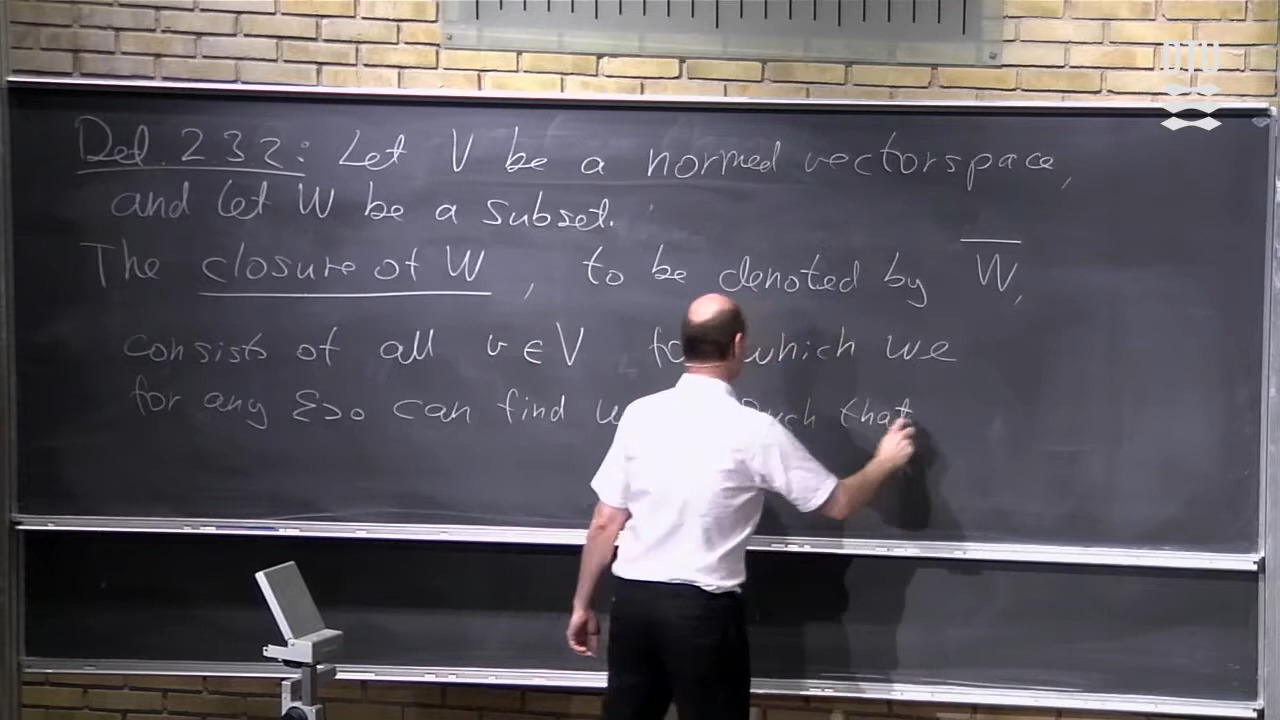 DTU
Def. 2.3.2: Let V be a normed vectorspace,
and let W be a subset.
The closure of W, to be denoted by W̅,
consists of all v ∈ V for which we
for any ε>0 can find such that